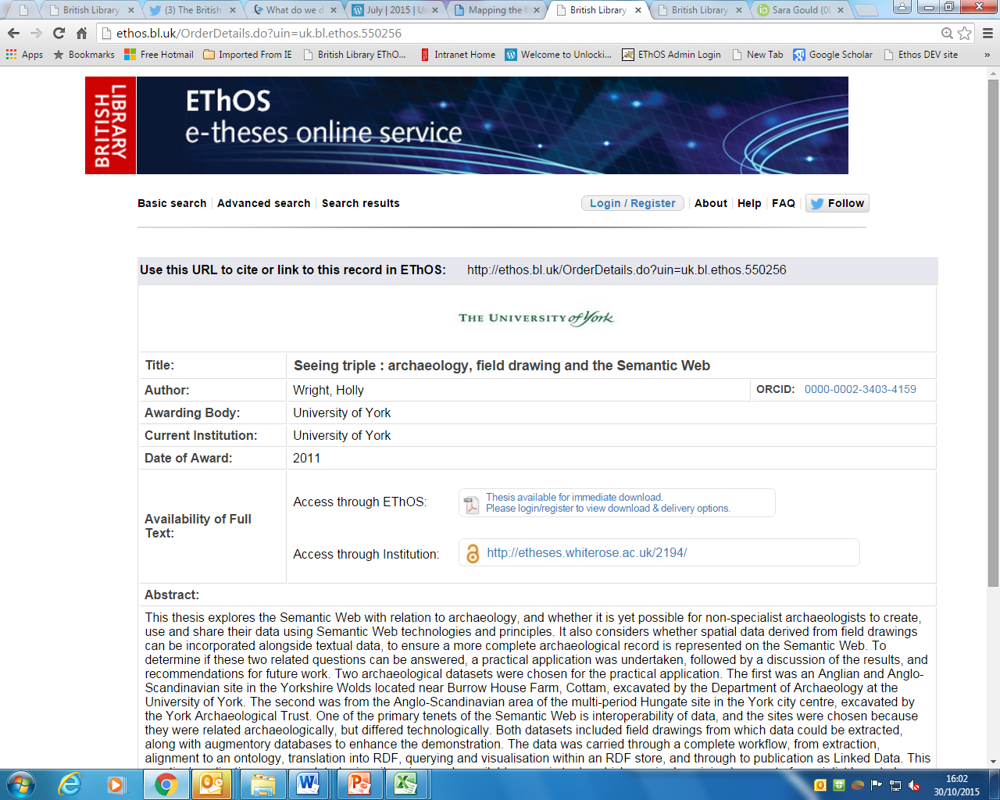 British Library
(3) The British
What do we d
July | 2015 | U
Mapping the
British Library
British Library
Sara Gould (0
ethos.bl.uk/OrderDetails.do?uin=uk.bl.ethos.550256
Apps Bookmarks Free Hotmail Imported From IE British Library EThO... Intranet Home Welcome to Unlocki... EThOS Admin Login New Tab Google Scholar Ethos DEV site »
BRITISH
LIBRARY
EThOS
e-theses online service
Basic search Advanced search Search results Login / Register About Help FAQ Follow
Use this URL to cite or link to this record in EThOS: http://ethos.bl.uk/OrderDetails.do?uin=uk.bl.ethos.550256
THE UNIVERSITY of York
Title: Seeing triple : archaeology, field drawing and the Semantic Web
Author: Wright, Holly ORCID: 0000-0002-3403-4159
Awarding Body: University of York
Current Institution: University of York
Date of Award: 2011
Availability of Full
Text:
Access through EThOS:
Thesis available for immediate download.
Please login/register to view download & delivery options.
Access through Institution: http://etheses.whiterose.ac.uk/2194/
Abstract:
This thesis explores the Semantic Web with relation to archaeology, and whether it is yet possible for non-specialist archaeologists to create,
use and share their data using Semantic Web technologies and principles. It also considers whether spatial data derived from field drawings
can be incorporated alongside textual data, to ensure a more complete archaeological record is represented on the Semantic Web. To
determine if these two related questions can be answered, a practical application was undertaken, followed by a discussion of the results, and
recommendations for future work. Two archaeological datasets were chosen for the practical application. The first was an Anglian and Anglo-
Scandinavian site in the Yorkshire Wolds located near Burrow House Farm, Cottam, excavated by the Department of Archaeology at the
University of York. The second was from the Anglo-Scandinavian area of the multi-period Hungate site in the York city centre, excavated by
the York Archaeological Trust. One of the primary tenets of the Semantic Web is interoperability of data, and the sites were chosen because
they were related archaeologically, but differed technologically. Both datasets included field drawings from which data could be extracted,
along with augmentory databases to enhance the demonstration. The data was carried through a complete workflow, from extraction,
alignment to an ontology, translation into RDF, querying and visualisation within an RDF store, and through to publication as Linked Data. This
16:02
30/10/2015